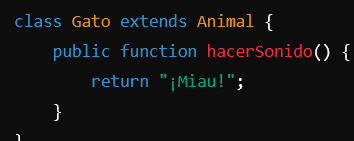 class Gato extends Animal {
    public function hacerSonido() {
        return "¡Miau!";
    }
}